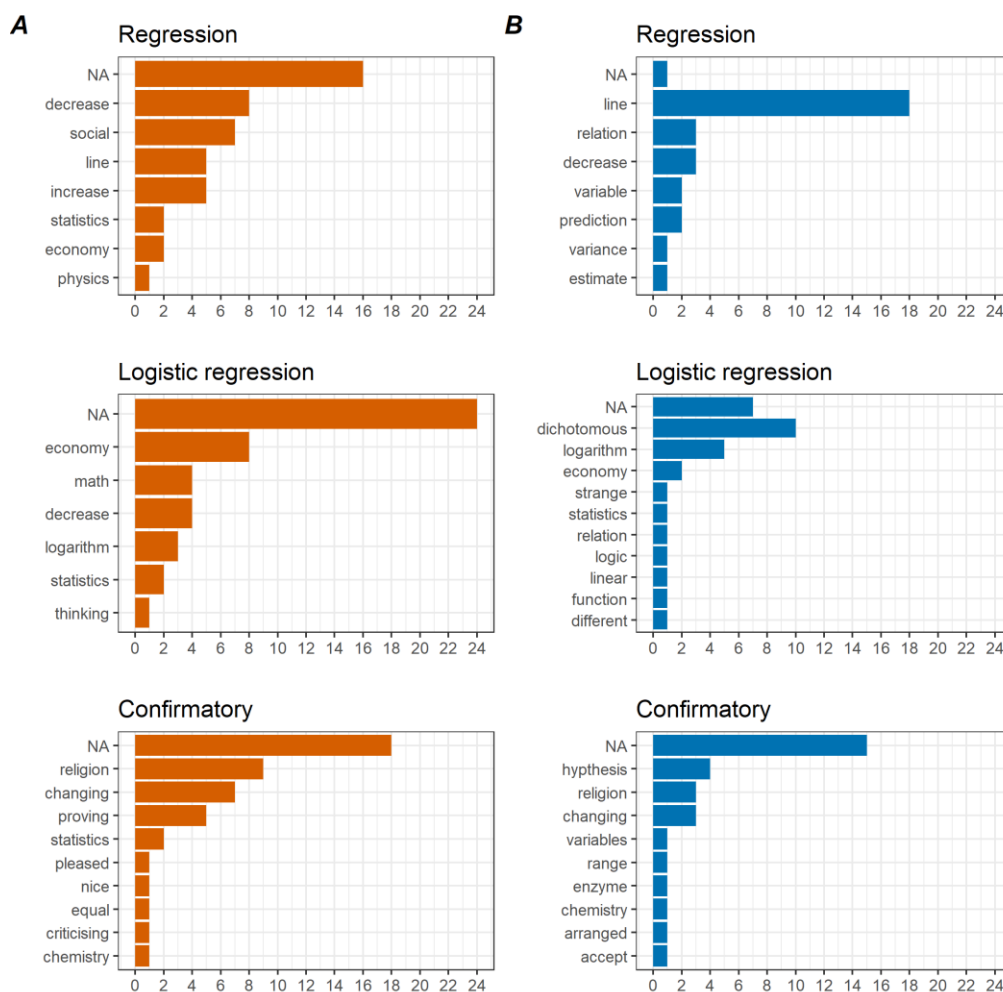 A
B
Regression
NA
decrease
social
line
increase
statistics
economy
physics
0 2 4 6 8 10 12 14 16 18 20 22 24
Regression
NA
line
relation
decrease
variable
prediction
variance
estimate
0 2 4 6 8 10 12 14 16 18 20 22 24
Logistic regression
NA
economy
math
decrease
logarithm
statistics
thinking
0 2 4 6 8 10 12 14 16 18 20 22 24
Logistic regression
NA
dichotomous
logarithm
economy
strange
statistics
relation
logic
linear
function
different
0 2 4 6 8 10 12 14 16 18 20 22 24
Confirmatory
NA
religion
changing
proving
statistics
pleased
nice
equal
criticising
chemistry
0 2 4 6 8 10 12 14 16 18 20 22 24
Confirmatory
NA
hypthesis
religion
changing
variables
range
enzyme
chemistry
arranged
accept
0 2 4 6 8 10 12 14 16 18 20 22 24